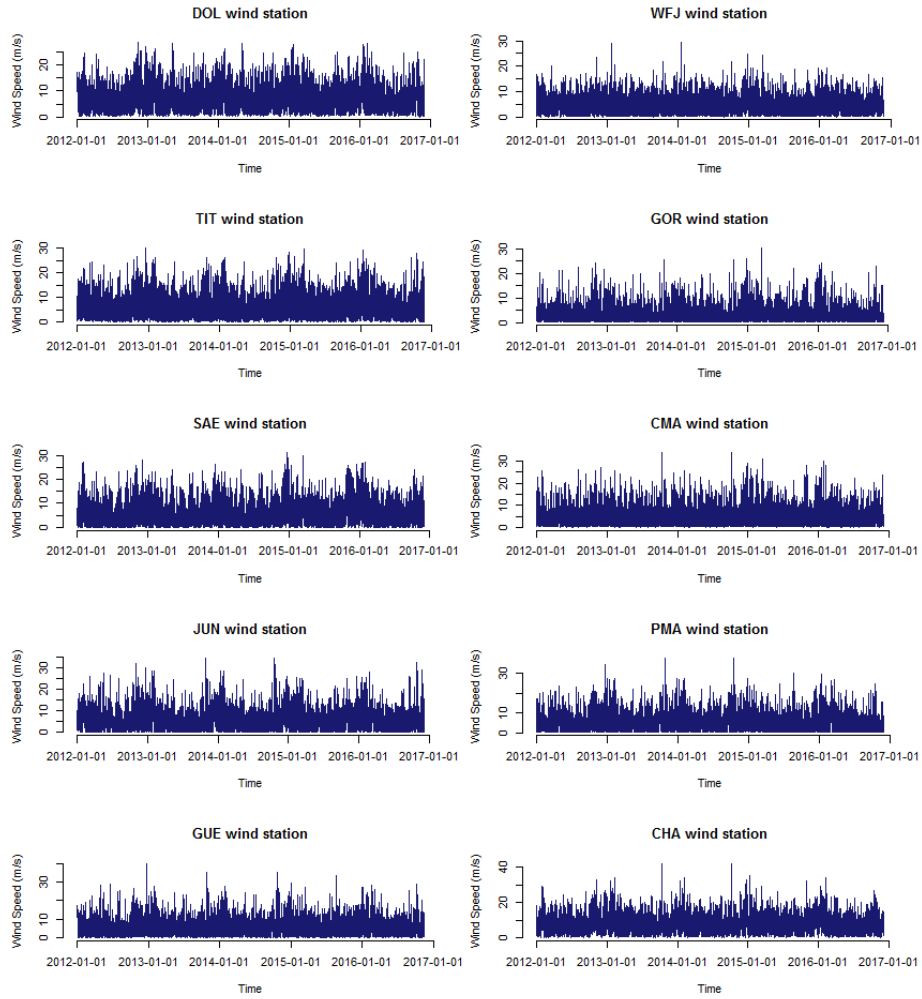 DOL wind station
Wind Speed (m/s)
20
10
0
2012-01-01 2013-01-01 2014-01-01 2015-01-01 2016-01-01 2017-01-01
Time
WFJ wind station
Wind Speed (m/s)
30
20
10
0
2012-01-01 2013-01-01 2014-01-01 2015-01-01 2016-01-01 2017-01-01
Time
TIT wind station
Wind Speed (m/s)
30
20
10
0
2012-01-01 2013-01-01 2014-01-01 2015-01-01 2016-01-01 2017-01-01
Time
GOR wind station
Wind Speed (m/s)
30
20
10
0
2012-01-01 2013-01-01 2014-01-01 2015-01-01 2016-01-01 2017-01-01
Time
SAE wind station
Wind Speed (m/s)
30
20
10
0
2012-01-01 2013-01-01 2014-01-01 2015-01-01 2016-01-01 2017-01-01
Time
CMA wind station
Wind Speed (m/s)
30
20
10
0
2012-01-01 2013-01-01 2014-01-01 2015-01-01 2016-01-01 2017-01-01
Time
JUN wind station
Wind Speed (m/s)
30
20
10
0
2012-01-01 2013-01-01 2014-01-01 2015-01-01 2016-01-01 2017-01-01
Time
PMA wind station
Wind Speed (m/s)
30
10
0
2012-01-01 2013-01-01 2014-01-01 2015-01-01 2016-01-01 2017-01-01
Time
GUE wind station
Wind Speed (m/s)
30
10
0
2012-01-01 2013-01-01 2014-01-01 2015-01-01 2016-01-01 2017-01-01
Time
CHA wind station
Wind Speed (m/s)
40
20
0
2012-01-01 2013-01-01 2014-01-01 2015-01-01 2016-01-01 2017-01-01
Time